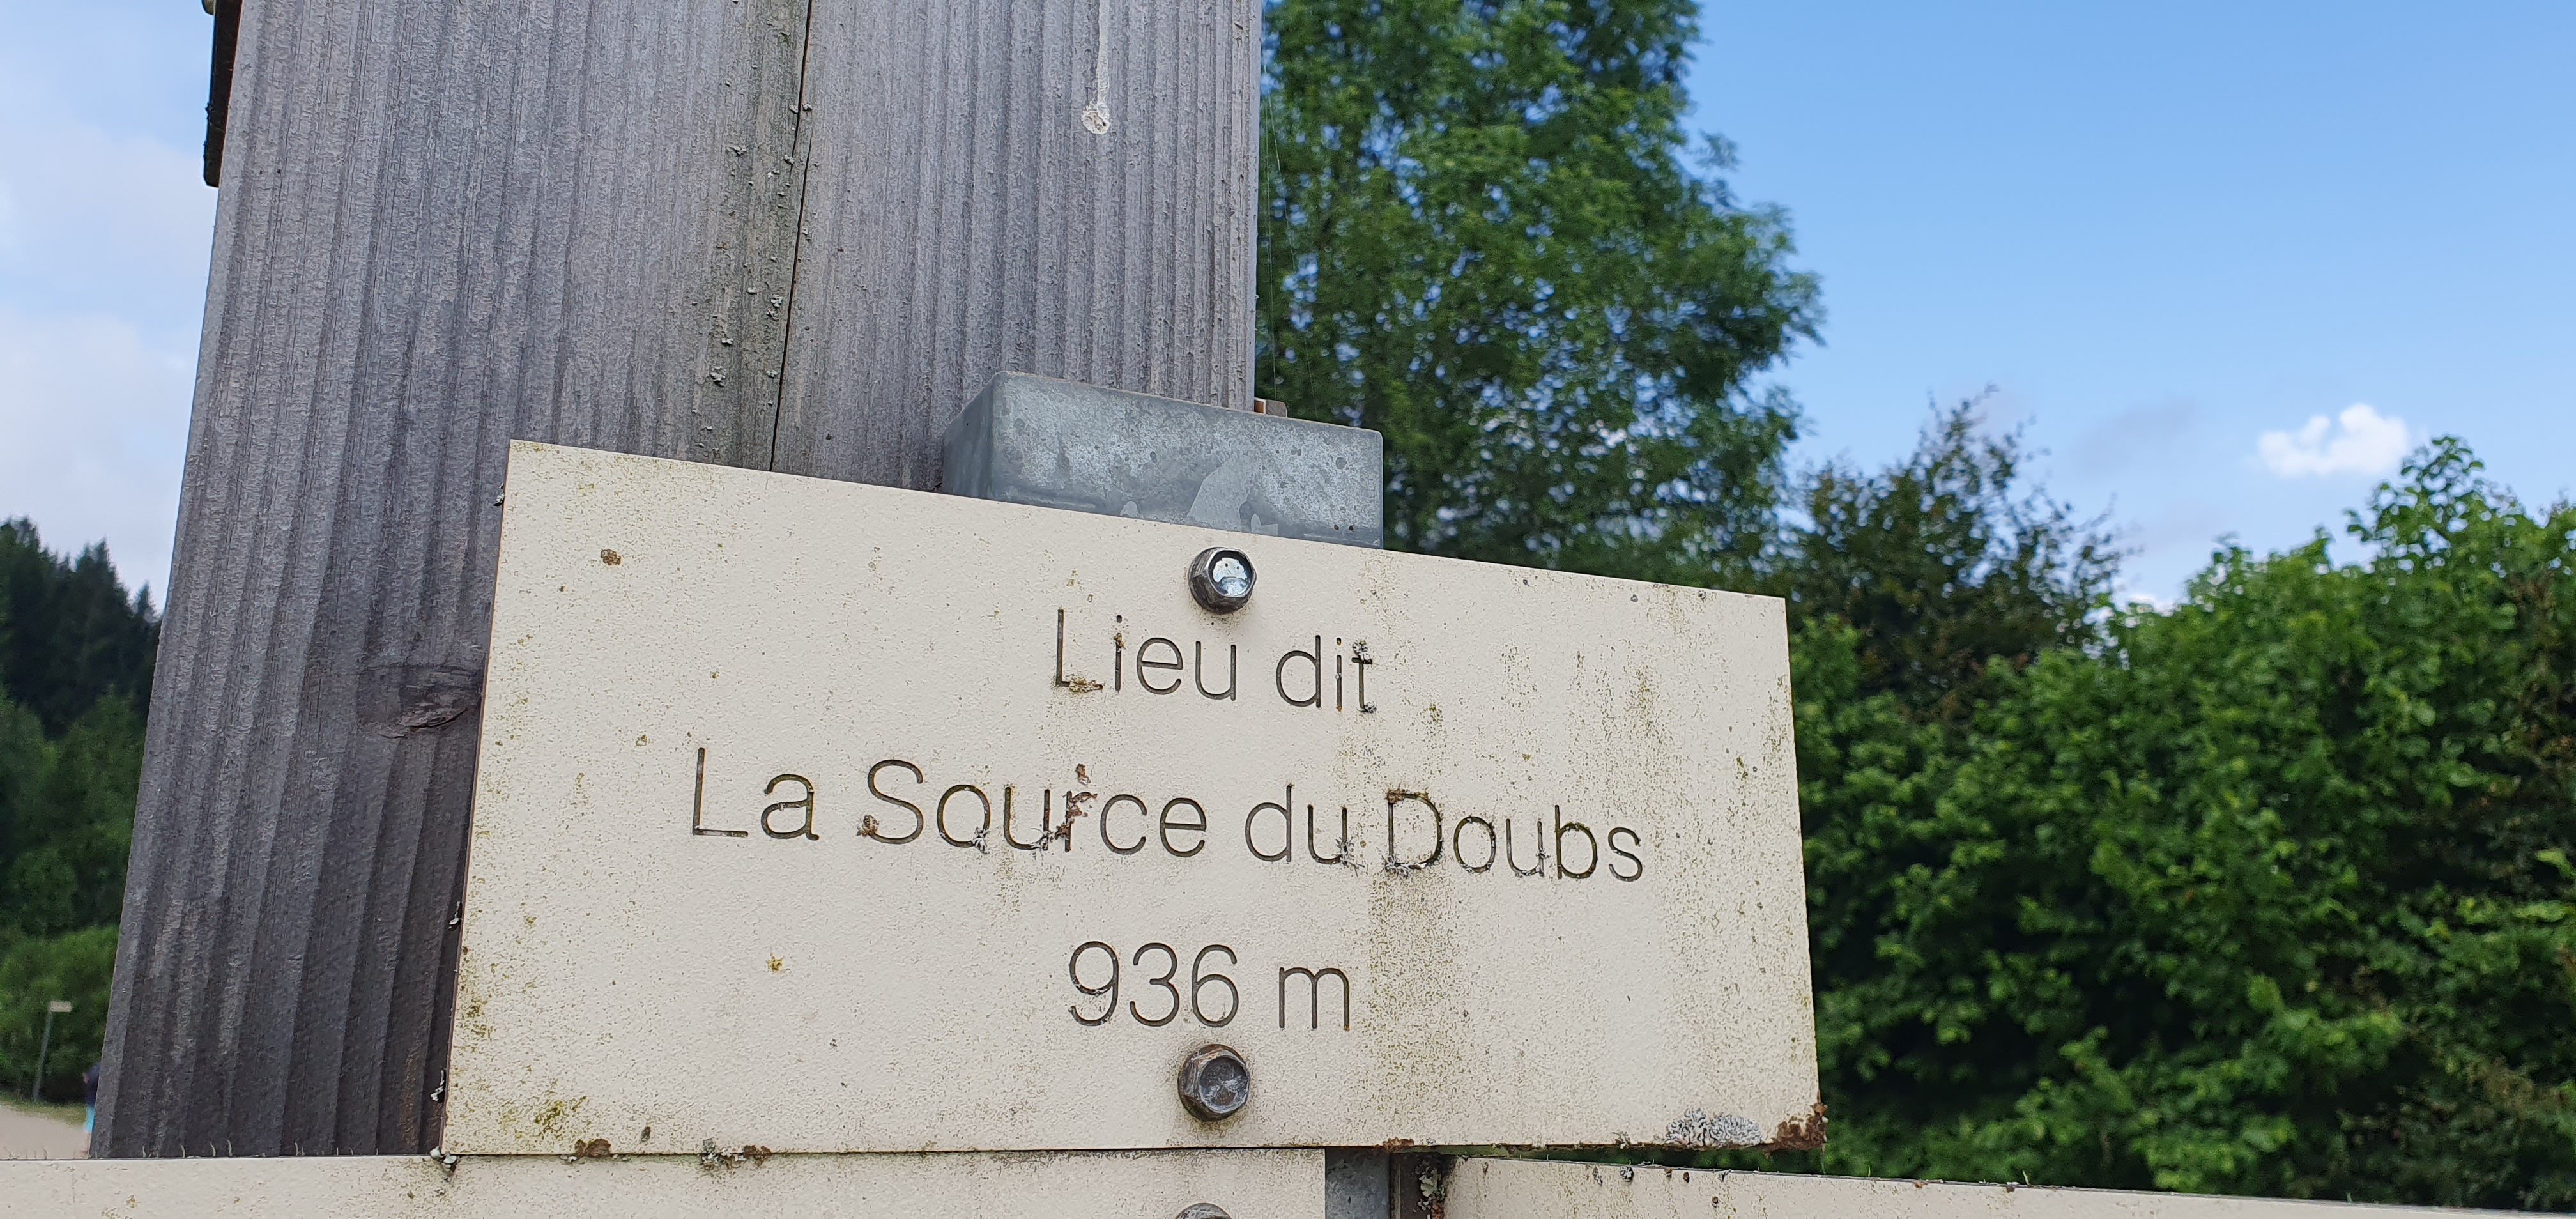 Lieu dit
La Source du Doubs
936 m